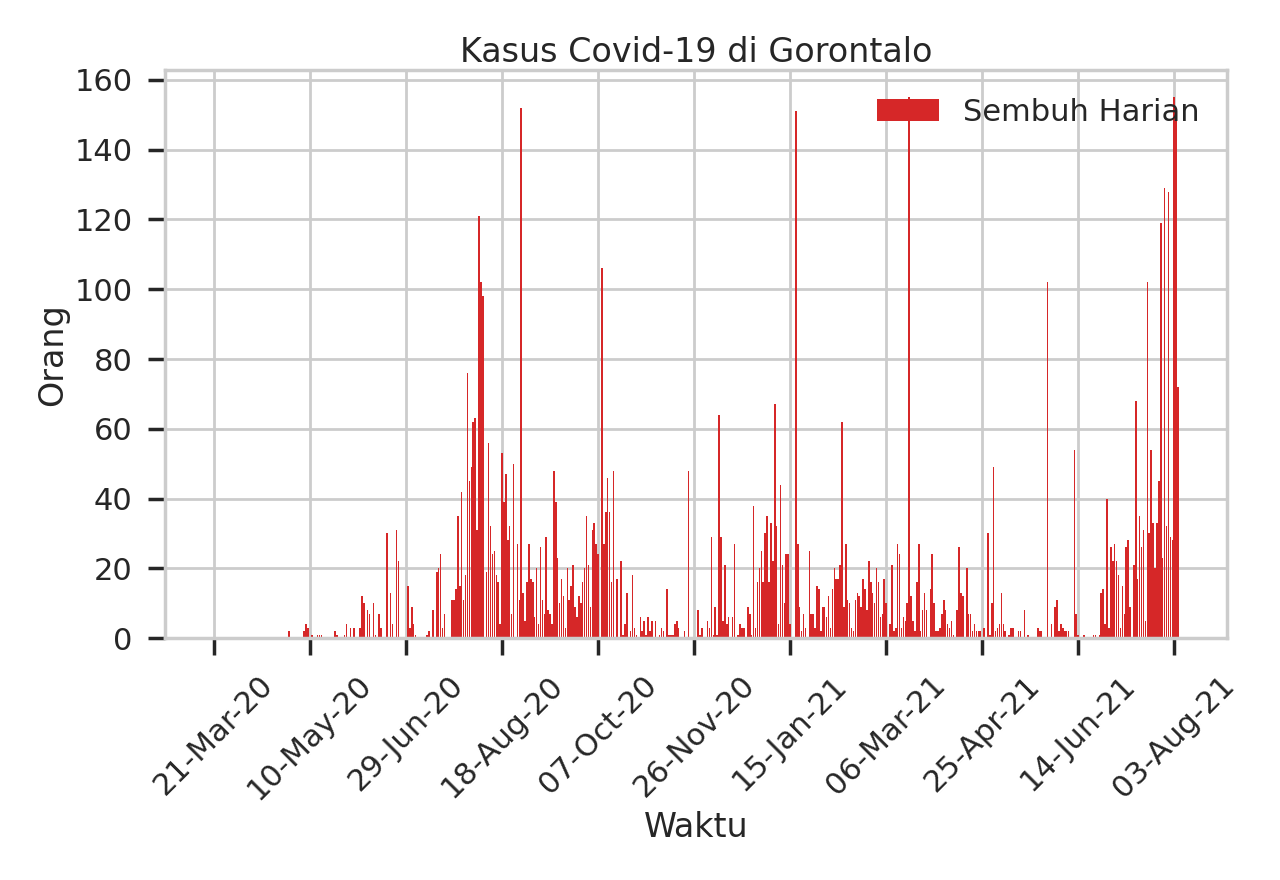 Kasus Covid-19 di Gorontalo
Sembuh Harian
Orang
160
140
120
100
80
60
40
20
0
21-Mar-20
10-May-20
29-Jun-20
18-Aug-20
07-Oct-20
26-Nov-20
15-Jan-21
06-Mar-21
25-Apr-21
14-Jun-21
03-Aug-21
Waktu